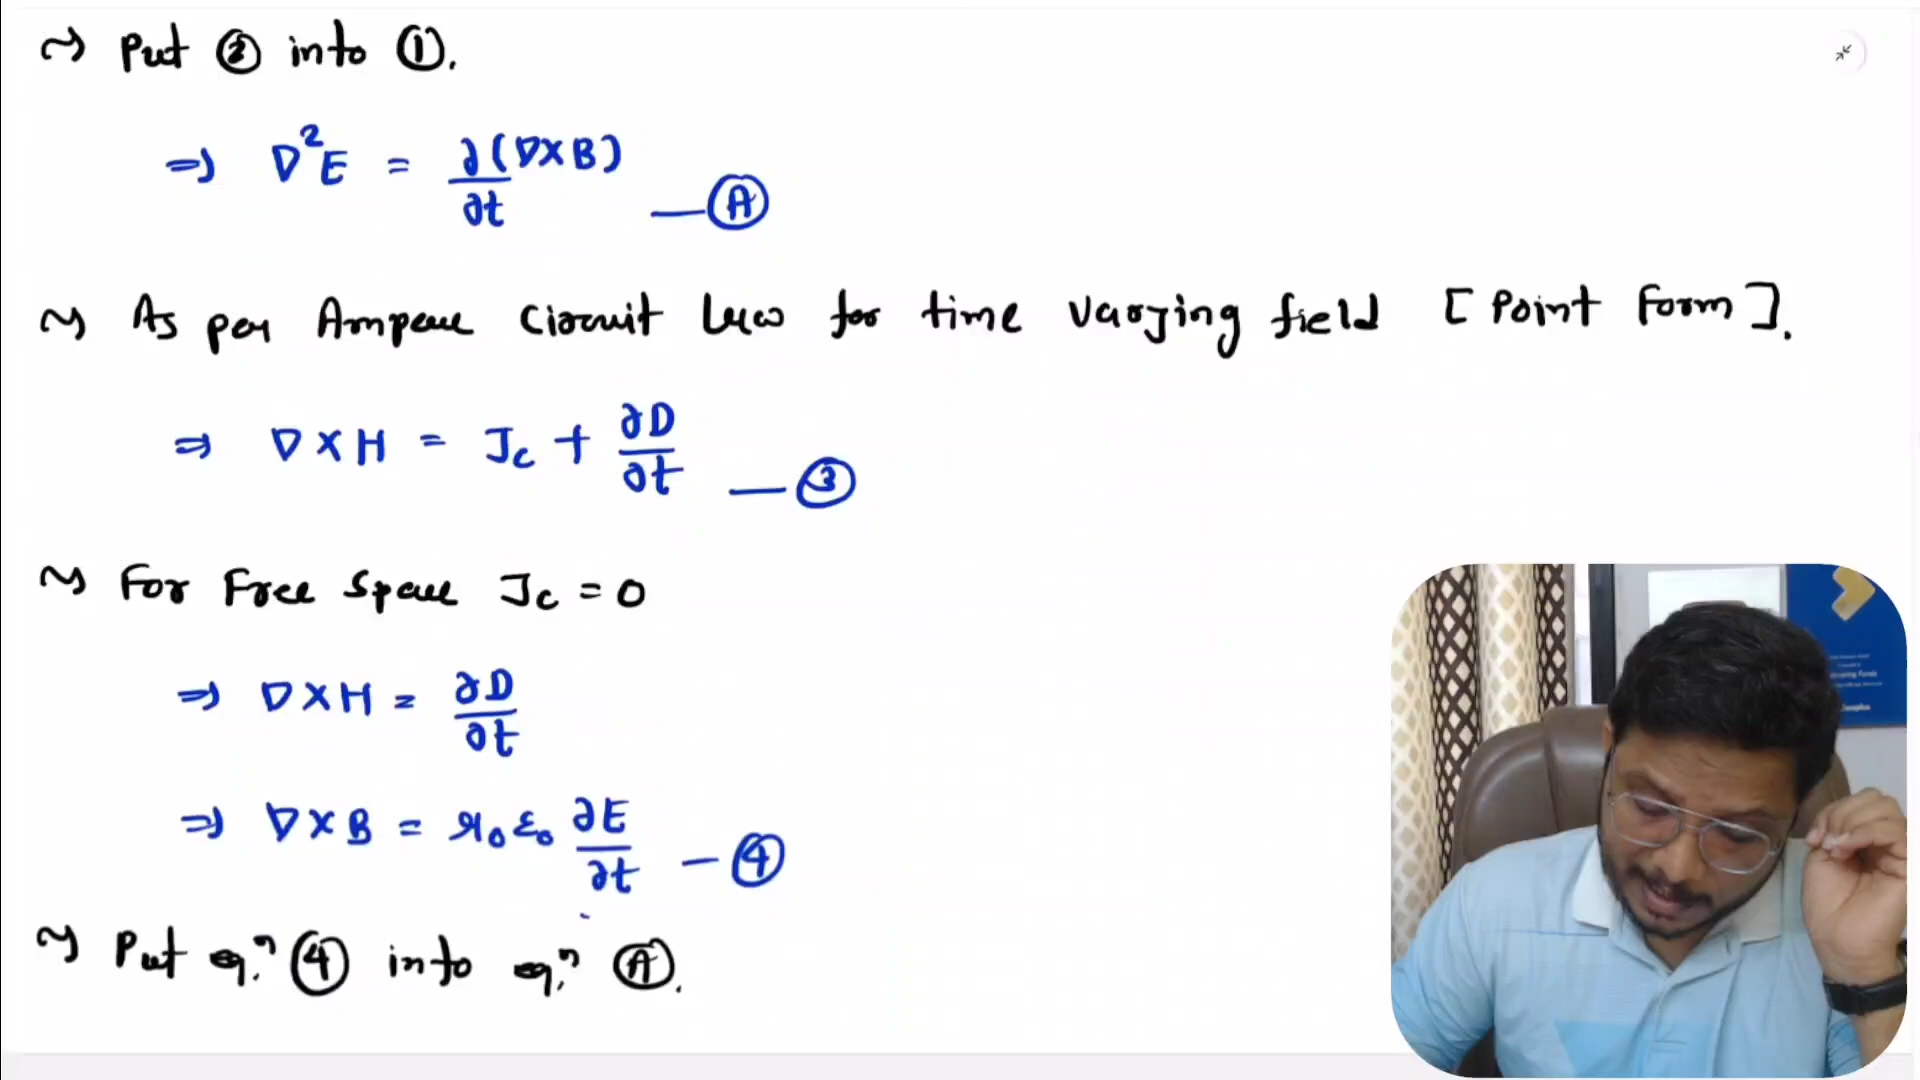 ~) Put ② into ①.
⇒ ∇²E = ∂(∇×B)/∂t —Ⓐ
~) As per Ampere Circuit Law for time varying field [Point Form].
⇒ ∇×H = Jc + ∂D/∂t —③
~) For Free Space Jc = 0
⇒ ∇×H = ∂D/∂t
⇒ ∇×B = μ₀ε₀ ∂E/∂t —④
~) Put eqⁿ. ④ into eqⁿ. Ⓐ.